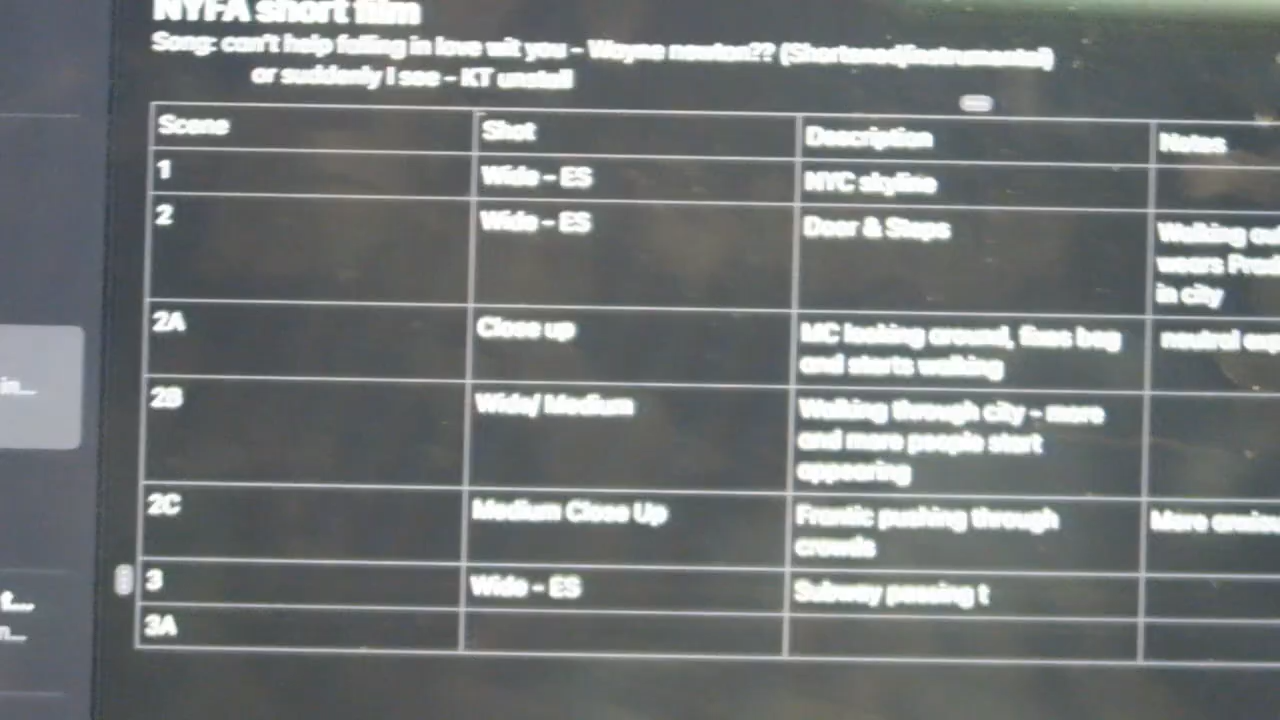 NYFA short film
Song: can't help falling in love wit you - Wayne newton?? (Shortened/instrumental)
or suddenly I see - KT unstall
Scene Shot Description Notes
1 Wide - ES NYC skyline
2 Wide - ES Door & Steps Walking
wears
in city
2A Close up MC looking around, fixes bag neutral
and starts walking
2B Wide/ Medium Walking through city - more
and more people start
appearing
2C Medium Close Up Frantic pushing through More
crowds
3 Wide - ES Subway passing t
3A
in...
t...
n...